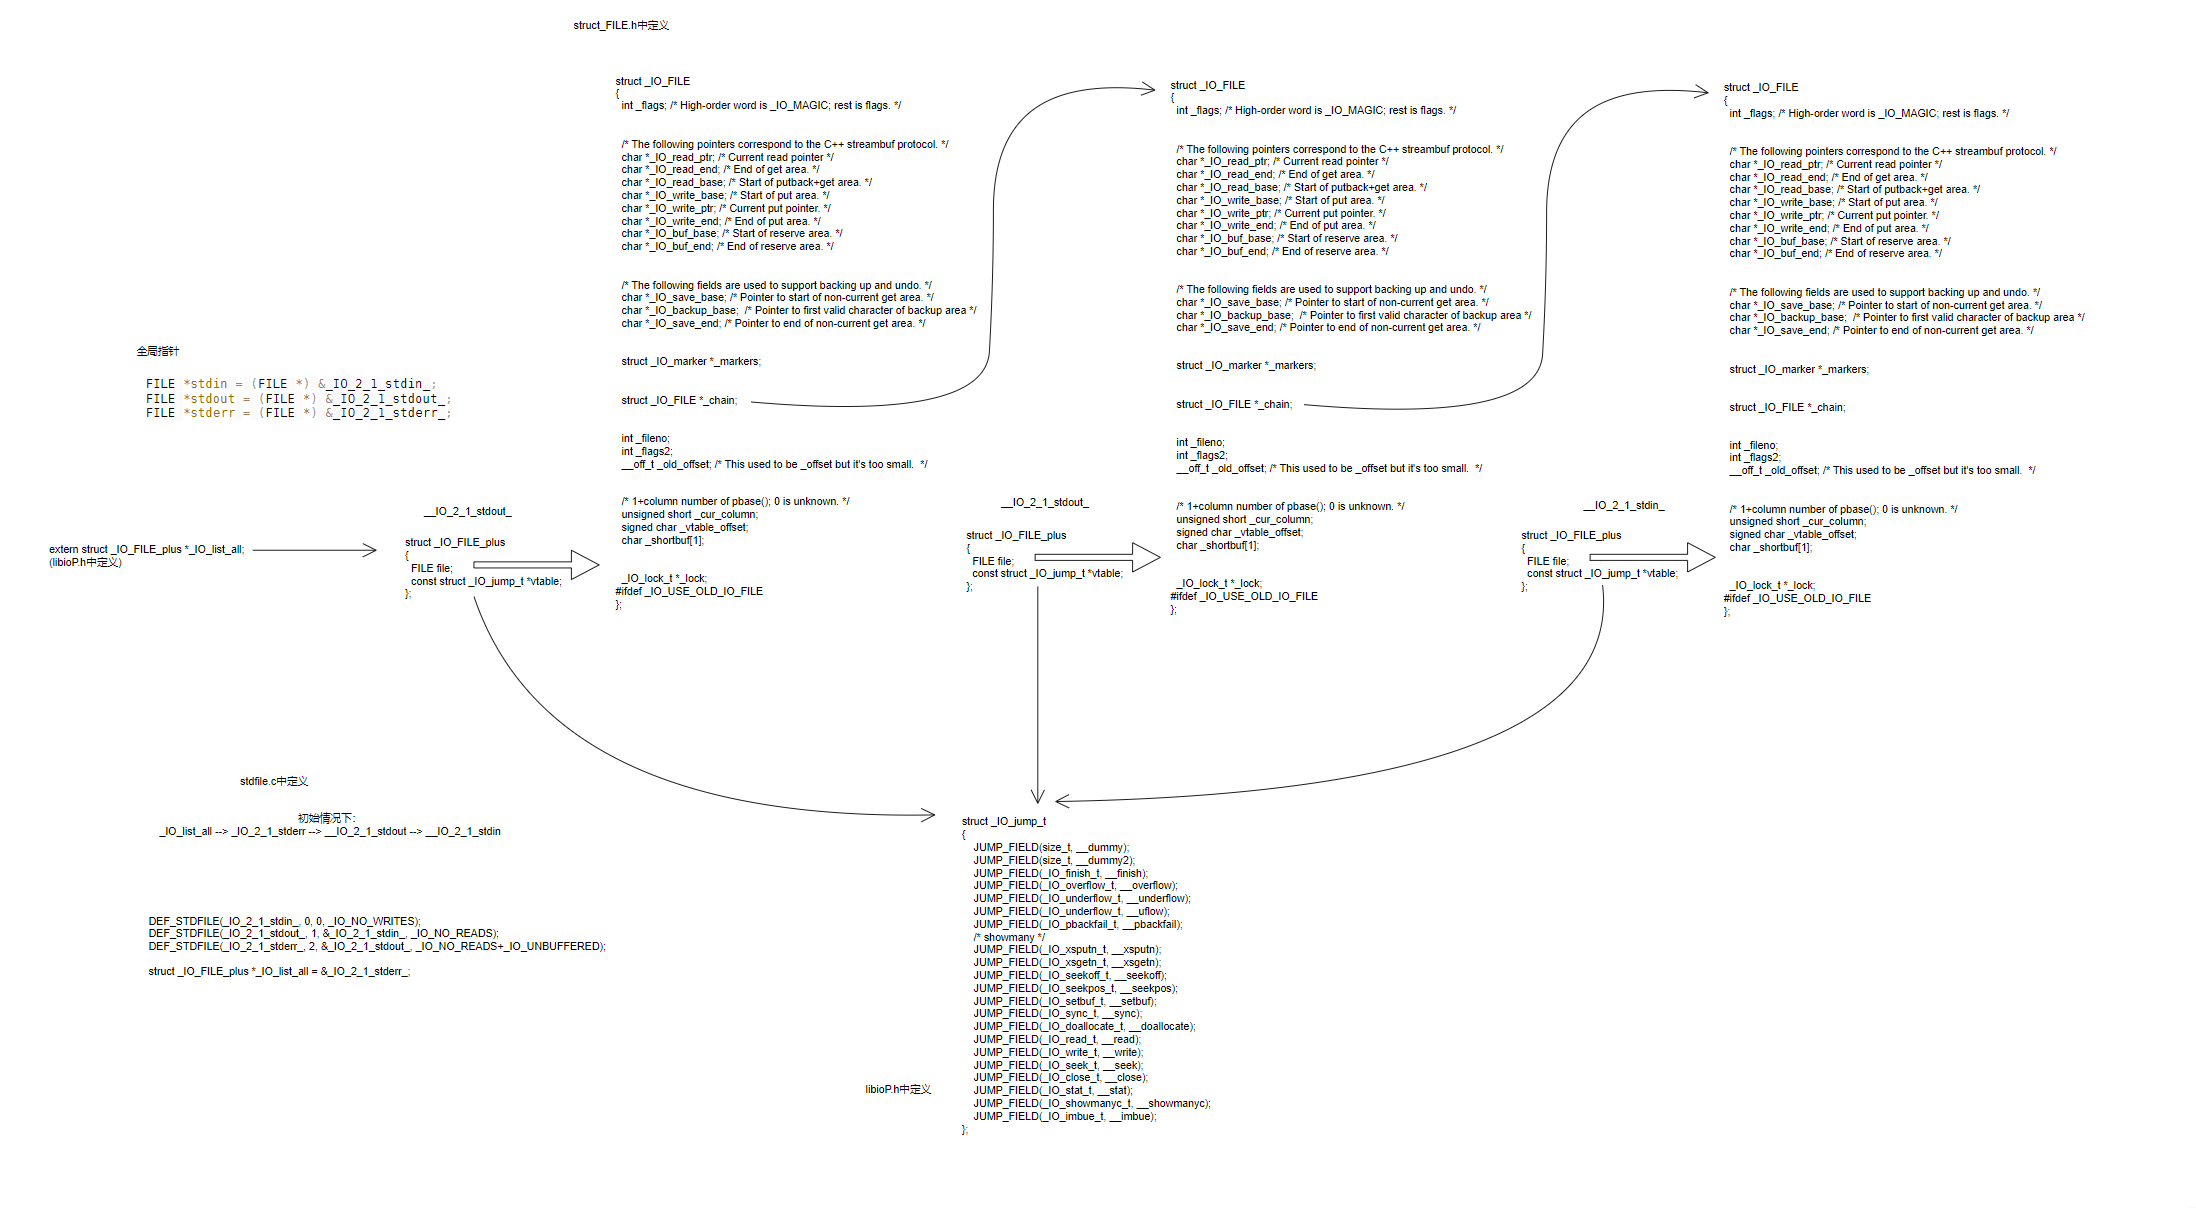 struct_FILE.h中定义
struct _IO_FILE
{
int _flags; /* High-order word is _IO_MAGIC; rest is flags. */
/* The following pointers correspond to the C++ streambuf protocol. */
char *_IO_read_ptr; /* Current read pointer */
char *_IO_read_end; /* End of get area. */
char *_IO_read_base; /* Start of putback+get area. */
char *_IO_write_base; /* Start of put area. */
char *_IO_write_ptr; /* Current put pointer. */
char *_IO_write_end; /* End of put area. */
char *_IO_buf_base; /* Start of reserve area. */
char *_IO_buf_end; /* End of reserve area. */
/* The following fields are used to support backing up and undo. */
char *_IO_save_base; /* Pointer to start of non-current get area. */
char *_IO_backup_base;  /* Pointer to first valid character of backup area */
char *_IO_save_end; /* Pointer to end of non-current get area. */
struct _IO_marker *_markers;
struct _IO_FILE *_chain;
int _fileno;
int _flags2;
__off_t _old_offset; /* This used to be _offset but it's too small.  */
/* 1+column number of pbase(); 0 is unknown. */
unsigned short _cur_column;
signed char _vtable_offset;
char _shortbuf[1];
_IO_lock_t *_lock;
#ifdef _IO_USE_OLD_IO_FILE
};
struct _IO_FILE
{
int _flags; /* High-order word is _IO_MAGIC; rest is flags. */
/* The following pointers correspond to the C++ streambuf protocol. */
char *_IO_read_ptr; /* Current read pointer */
char *_IO_read_end; /* End of get area. */
char *_IO_read_base; /* Start of putback+get area. */
char *_IO_write_base; /* Start of put area. */
char *_IO_write_ptr; /* Current put pointer. */
char *_IO_write_end; /* End of put area. */
char *_IO_buf_base; /* Start of reserve area. */
char *_IO_buf_end; /* End of reserve area. */
/* The following fields are used to support backing up and undo. */
char *_IO_save_base; /* Pointer to start of non-current get area. */
char *_IO_backup_base;  /* Pointer to first valid character of backup area */
char *_IO_save_end; /* Pointer to end of non-current get area. */
struct _IO_marker *_markers;
struct _IO_FILE *_chain;
int _fileno;
int _flags2;
__off_t _old_offset; /* This used to be _offset but it's too small.  */
/* 1+column number of pbase(); 0 is unknown. */
unsigned short _cur_column;
signed char _vtable_offset;
char _shortbuf[1];
_IO_lock_t *_lock;
#ifdef _IO_USE_OLD_IO_FILE
};
struct _IO_FILE
{
int _flags; /* High-order word is _IO_MAGIC; rest is flags. */
/* The following pointers correspond to the C++ streambuf protocol. */
char *_IO_read_ptr; /* Current read pointer */
char *_IO_read_end; /* End of get area. */
char *_IO_read_base; /* Start of putback+get area. */
char *_IO_write_base; /* Start of put area. */
char *_IO_write_ptr; /* Current put pointer. */
char *_IO_write_end; /* End of put area. */
char *_IO_buf_base; /* Start of reserve area. */
char *_IO_buf_end; /* End of reserve area. */
/* The following fields are used to support backing up and undo. */
char *_IO_save_base; /* Pointer to start of non-current get area. */
char *_IO_backup_base;  /* Pointer to first valid character of backup area */
char *_IO_save_end; /* Pointer to end of non-current get area. */
struct _IO_marker *_markers;
struct _IO_FILE *_chain;
int _fileno;
int _flags2;
__off_t _old_offset; /* This used to be _offset but it's too small.  */
/* 1+column number of pbase(); 0 is unknown. */
unsigned short _cur_column;
signed char _vtable_offset;
char _shortbuf[1];
_IO_lock_t *_lock;
#ifdef _IO_USE_OLD_IO_FILE
};
全局指针
FILE *stdin = (FILE *) &_IO_2_1_stdin_;
FILE *stdout = (FILE *) &_IO_2_1_stdout_;
FILE *stderr = (FILE *) &_IO_2_1_stderr_;
extern struct _IO_FILE_plus *_IO_list_all;
(libioP.h中定义)
__IO_2_1_stdout_
struct _IO_FILE_plus
{
FILE file;
const struct _IO_jump_t *vtable;
};
__IO_2_1_stdout_
struct _IO_FILE_plus
{
FILE file;
const struct _IO_jump_t *vtable;
};
__IO_2_1_stdin_
struct _IO_FILE_plus
{
FILE file;
const struct _IO_jump_t *vtable;
};
stdfile.c中定义
初始情况下:
_IO_list_all --> _IO_2_1_stderr --> __IO_2_1_stdout --> __IO_2_1_stdin
DEF_STDFILE(_IO_2_1_stdin_, 0, 0, _IO_NO_WRITES);
DEF_STDFILE(_IO_2_1_stdout_, 1, &_IO_2_1_stdin_, _IO_NO_READS);
DEF_STDFILE(_IO_2_1_stderr_, 2, &_IO_2_1_stdout_, _IO_NO_READS+_IO_UNBUFFERED);
struct _IO_FILE_plus *_IO_list_all = &_IO_2_1_stderr_;
struct _IO_jump_t
{
JUMP_FIELD(size_t, __dummy);
JUMP_FIELD(size_t, __dummy2);
JUMP_FIELD(_IO_finish_t, __finish);
JUMP_FIELD(_IO_overflow_t, __overflow);
JUMP_FIELD(_IO_underflow_t, __underflow);
JUMP_FIELD(_IO_underflow_t, __uflow);
JUMP_FIELD(_IO_pbackfail_t, __pbackfail);
/* showmany */
JUMP_FIELD(_IO_xsputn_t, __xsputn);
JUMP_FIELD(_IO_xsgetn_t, __xsgetn);
JUMP_FIELD(_IO_seekoff_t, __seekoff);
JUMP_FIELD(_IO_seekpos_t, __seekpos);
JUMP_FIELD(_IO_setbuf_t, __setbuf);
JUMP_FIELD(_IO_sync_t, __sync);
JUMP_FIELD(_IO_doallocate_t, __doallocate);
JUMP_FIELD(_IO_read_t, __read);
JUMP_FIELD(_IO_write_t, __write);
JUMP_FIELD(_IO_seek_t, __seek);
JUMP_FIELD(_IO_close_t, __close);
JUMP_FIELD(_IO_stat_t, __stat);
JUMP_FIELD(_IO_showmanyc_t, __showmanyc);
JUMP_FIELD(_IO_imbue_t, __imbue);
};
libioP.h中定义